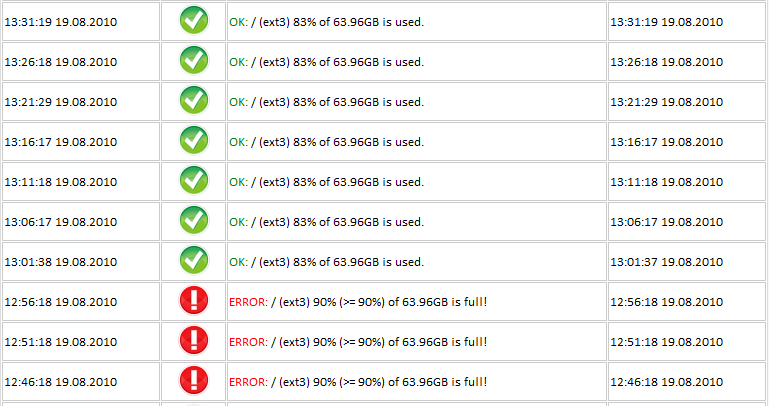 13:31:19 19.08.2010 OK: / (ext3) 83% of 63.96GB is used. 13:31:19 19.08.2010
13:26:18 19.08.2010 OK: / (ext3) 83% of 63.96GB is used. 13:26:18 19.08.2010
13:21:29 19.08.2010 OK: / (ext3) 83% of 63.96GB is used. 13:21:29 19.08.2010
13:16:17 19.08.2010 OK: / (ext3) 83% of 63.96GB is used. 13:16:17 19.08.2010
13:11:18 19.08.2010 OK: / (ext3) 83% of 63.96GB is used. 13:11:18 19.08.2010
13:06:17 19.08.2010 OK: / (ext3) 83% of 63.96GB is used. 13:06:17 19.08.2010
13:01:38 19.08.2010 OK: / (ext3) 83% of 63.96GB is used. 13:01:37 19.08.2010
12:56:18 19.08.2010 ERROR: / (ext3) 90% (>= 90%) of 63.96GB is full! 12:56:18 19.08.2010
12:51:18 19.08.2010 ERROR: / (ext3) 90% (>= 90%) of 63.96GB is full! 12:51:18 19.08.2010
12:46:18 19.08.2010 ERROR: / (ext3) 90% (>= 90%) of 63.96GB is full! 12:46:18 19.08.2010